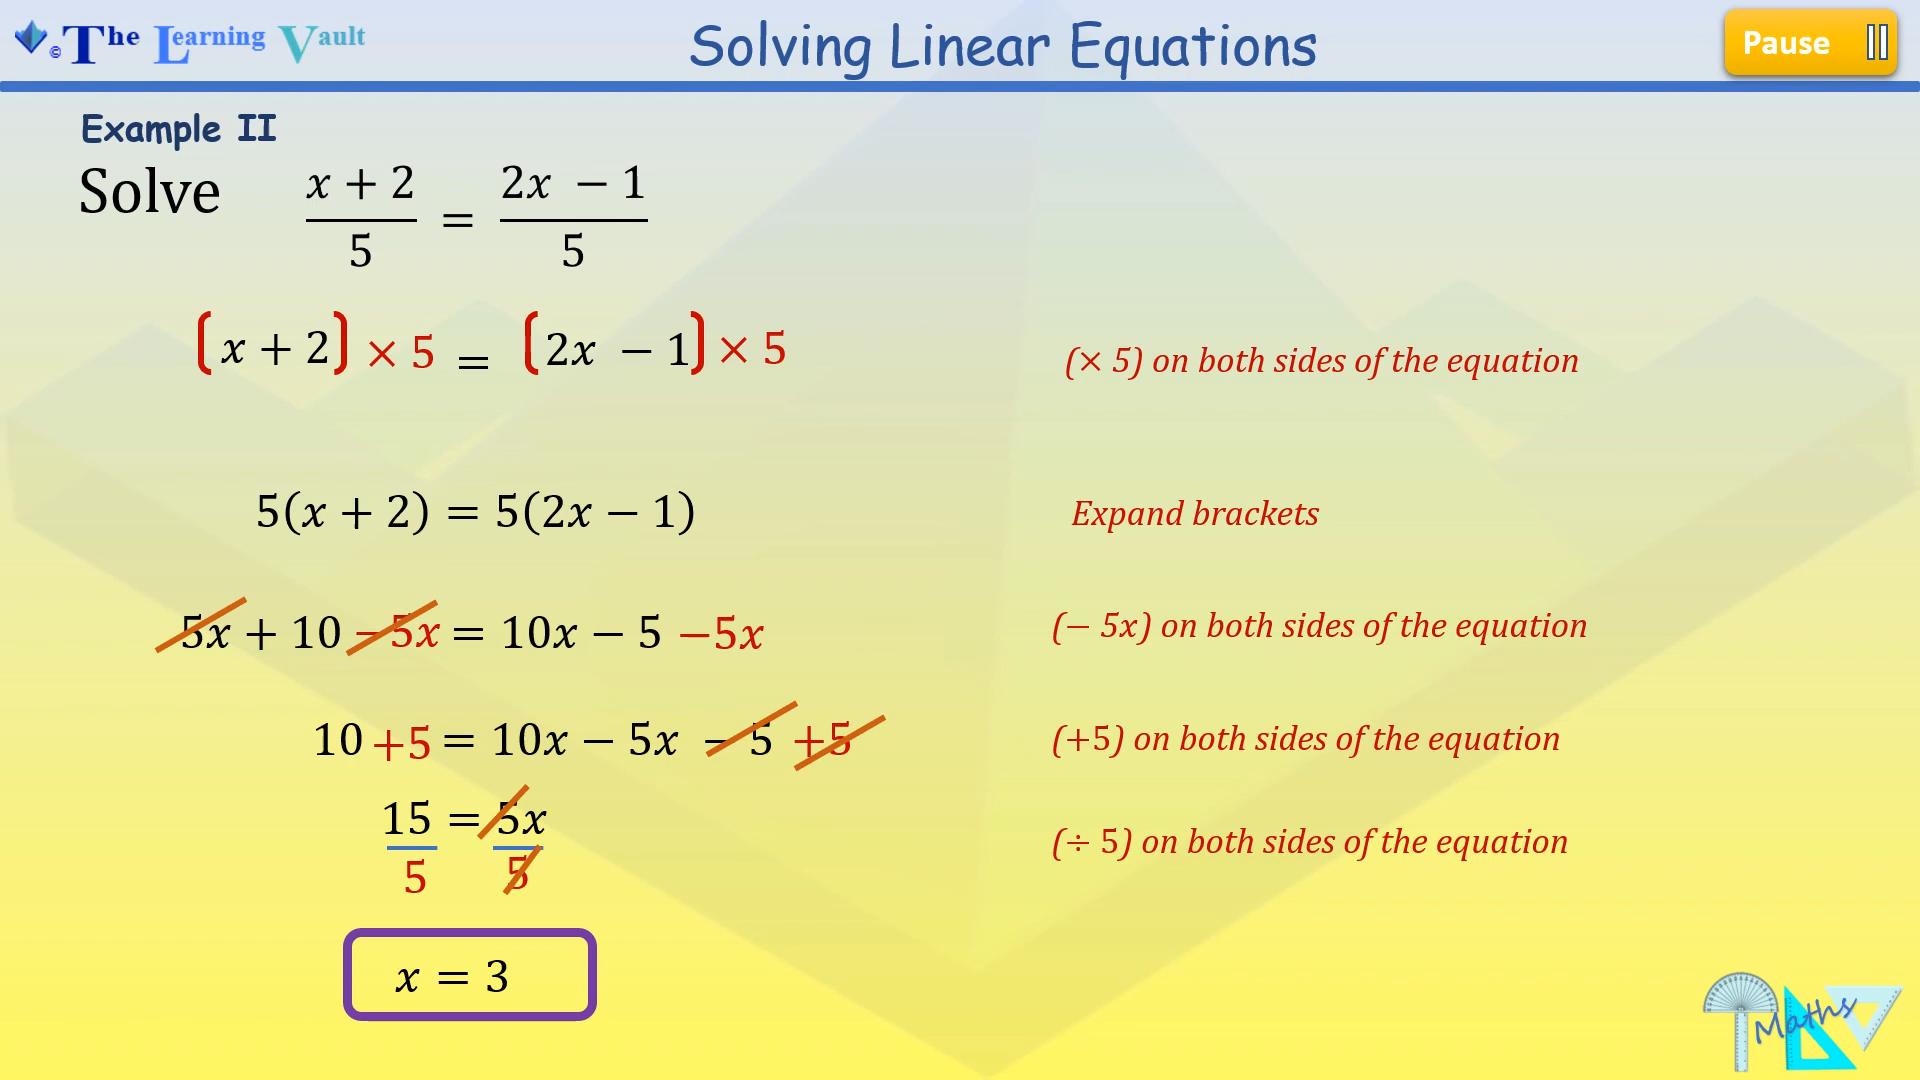 © The Learning Vault
Solving Linear Equations
Pause
Example II
Solve x + 2 / 5 = 2x − 1 / 5
(x + 2) × 5 = (2x − 1) × 5
(× 5) on both sides of the equation
5(x + 2) = 5(2x − 1)
Expand brackets
5x + 10 − 5x = 10x − 5 −5x
(− 5x) on both sides of the equation
10 +5 = 10x − 5x − 5 +5
(+5) on both sides of the equation
15 / 5 = 5x / 5
(÷ 5) on both sides of the equation
x = 3
Maths